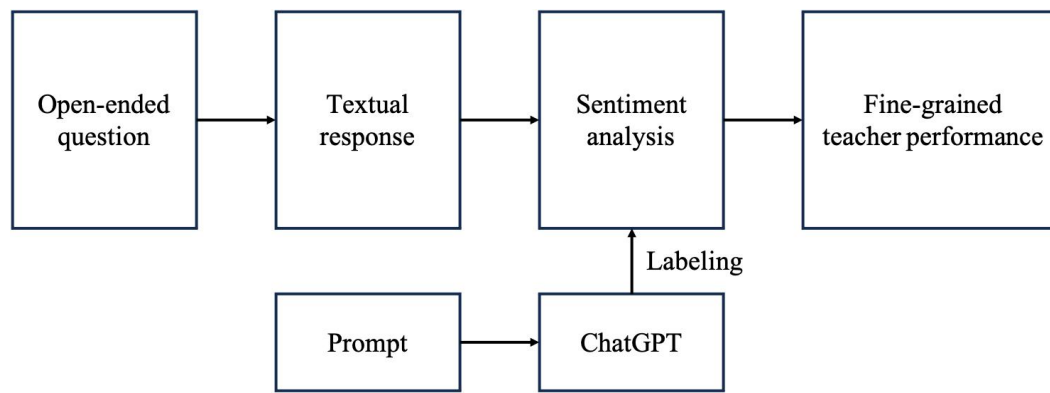 Open-ended
question
Textual
response
Sentiment
analysis
Fine-grained
teacher performance
Labeling
Prompt
ChatGPT